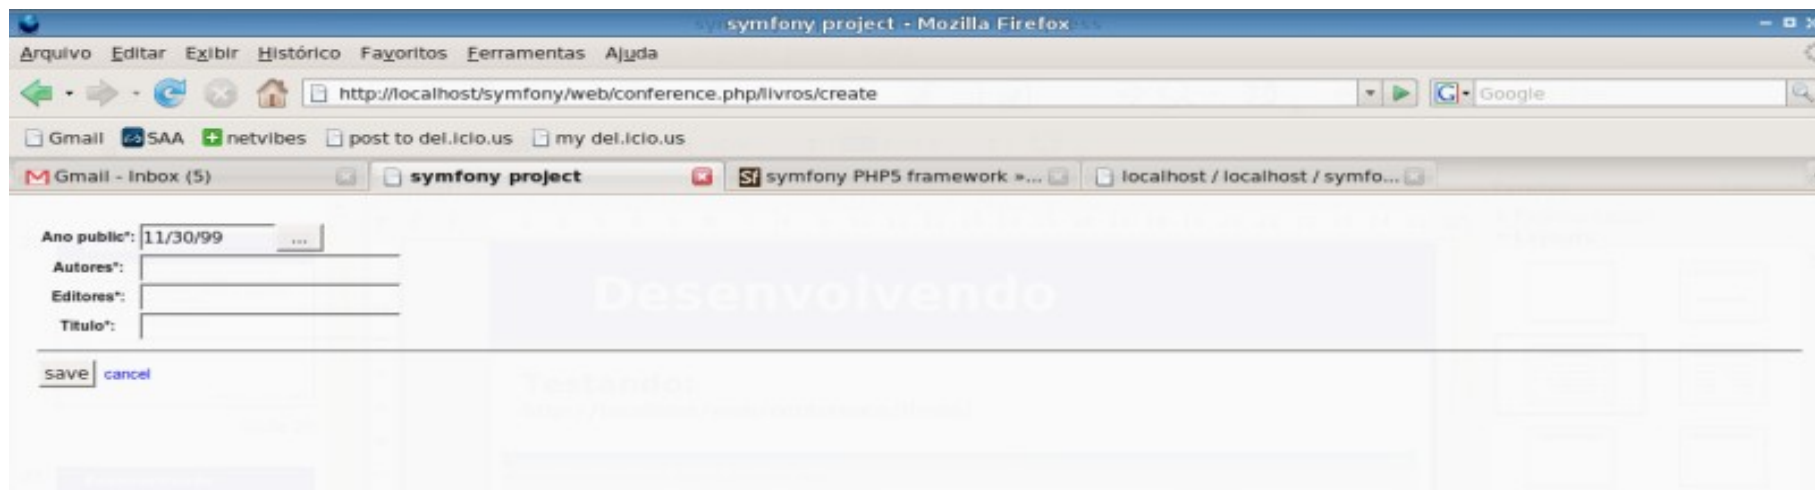 symfony project - Mozilla Firefox
Arquivo Editar Exibir Histórico Favoritos Ferramentas Ajuda
http://localhost/symfony/web/conference.php/livros/create G Google
Gmail SAA netvibes post to del.icio.us my del.icio.us
Gmail - Inbox (5) symfony project Sf symfony PHP5 framework »... localhost / localhost / symfo...
Ano public*: 11/30/99 ...
Autores*:
Editores*:
Titulo*:
Desenvolvendo
save cancel
Testando: